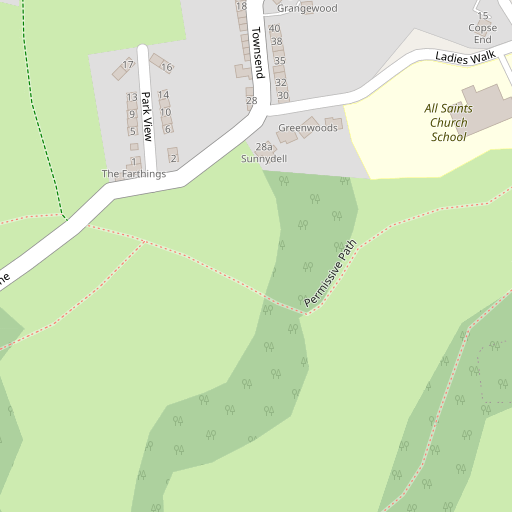 18
Grangewood
15
Copse
End
40
38
35
32
30
28
Townsend
Ladies Walk
17
16
Park View
13
9
5
1
14
10
6
2
All Saints
Church
School
Greenwoods
28a
Sunnydell
The Farthings
Permissive Path
ne